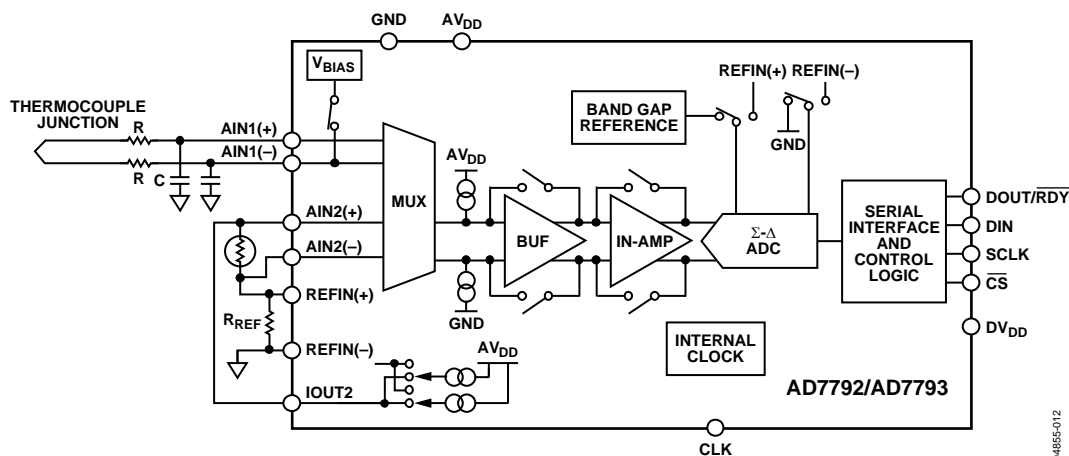 GND
AVDD
VBIAS
REFIN(+) REFIN(–)
THERMOCOUPLE
JUNCTION
R
AIN1(+)
BAND GAP
REFERENCE
GND
AIN1(–)
R
C
AVDD
MUX
AIN2(+)
BUF
IN-AMP
Σ-Δ
ADC
SERIAL
INTERFACE
AND
CONTROL
LOGIC
DOUT/RDY
DIN
SCLK
CS
AIN2(–)
REFIN(+)
GND
RREF
INTERNAL
CLOCK
DVDD
REFIN(–)
AVDD
IOUT2
AD7792/AD7793
CLK
04855-012